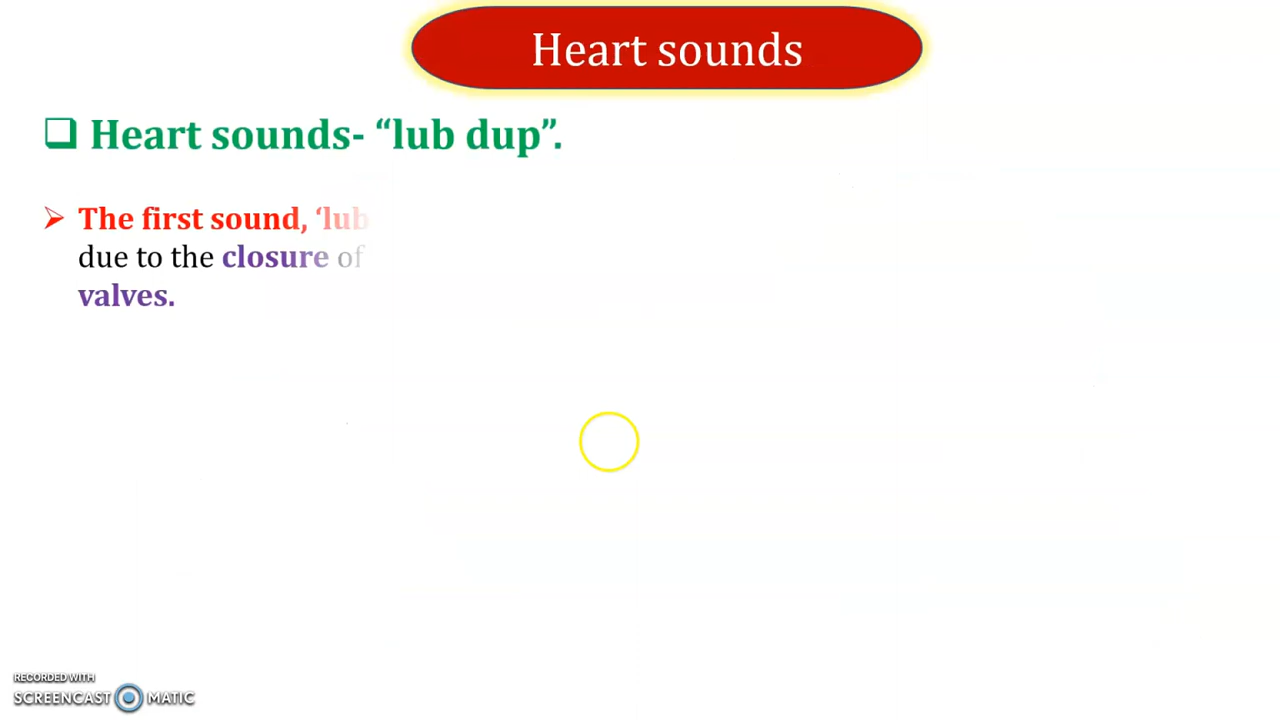 Heart sounds
Heart sounds- “lub dup”.
The first sound, ‘lub
due to the closure of
valves.
RECORDED WITH
SCREENCAST MATIC